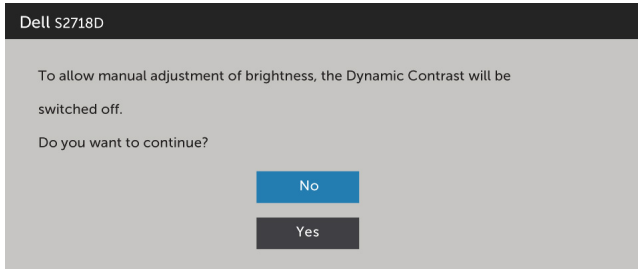 Dell S2718D
To allow manual adjustment of brightness, the Dynamic Contrast will be
switched off.
Do you want to continue?
No
Yes